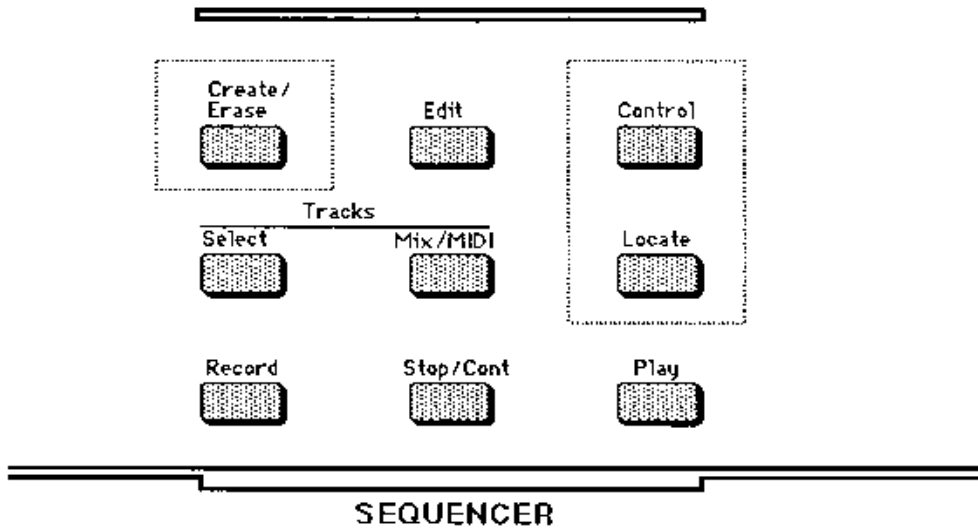 Create/
Erase
Edit
Control
Tracks
Select
Mix/MIDI
Locate
Record
Stop/Cont
Play
SEQUENCER